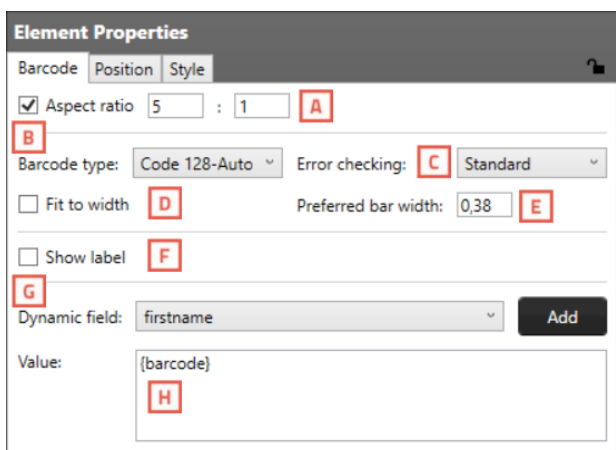 Element Properties
Barcode Position Style
Aspect ratio 5 : 1 A
B
Barcode type: Code 128-Auto Error checking: C Standard
Fit to width D Preferred bar width: 0,38 E
Show label F
G
Dynamic field: firstname Add
Value: {barcode}
H